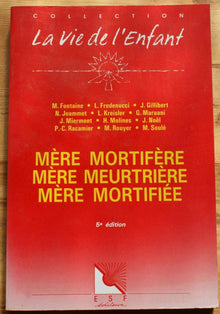 COLLECTION
La Vie de l'Enfant
M. Fontaine • L. Fredenucci • J. Gillibert
N. Jeammet • L. Kreisler • G. Maruani
J. Miermont • H. Molines • J. Noël
P.-C. Racamier • M. Rouyer • M. Soulé
MÈRE MORTIFÈRE
MÈRE MEURTRIÈRE
MÈRE MORTIFIÉE
5e édition
ESF
éditeur